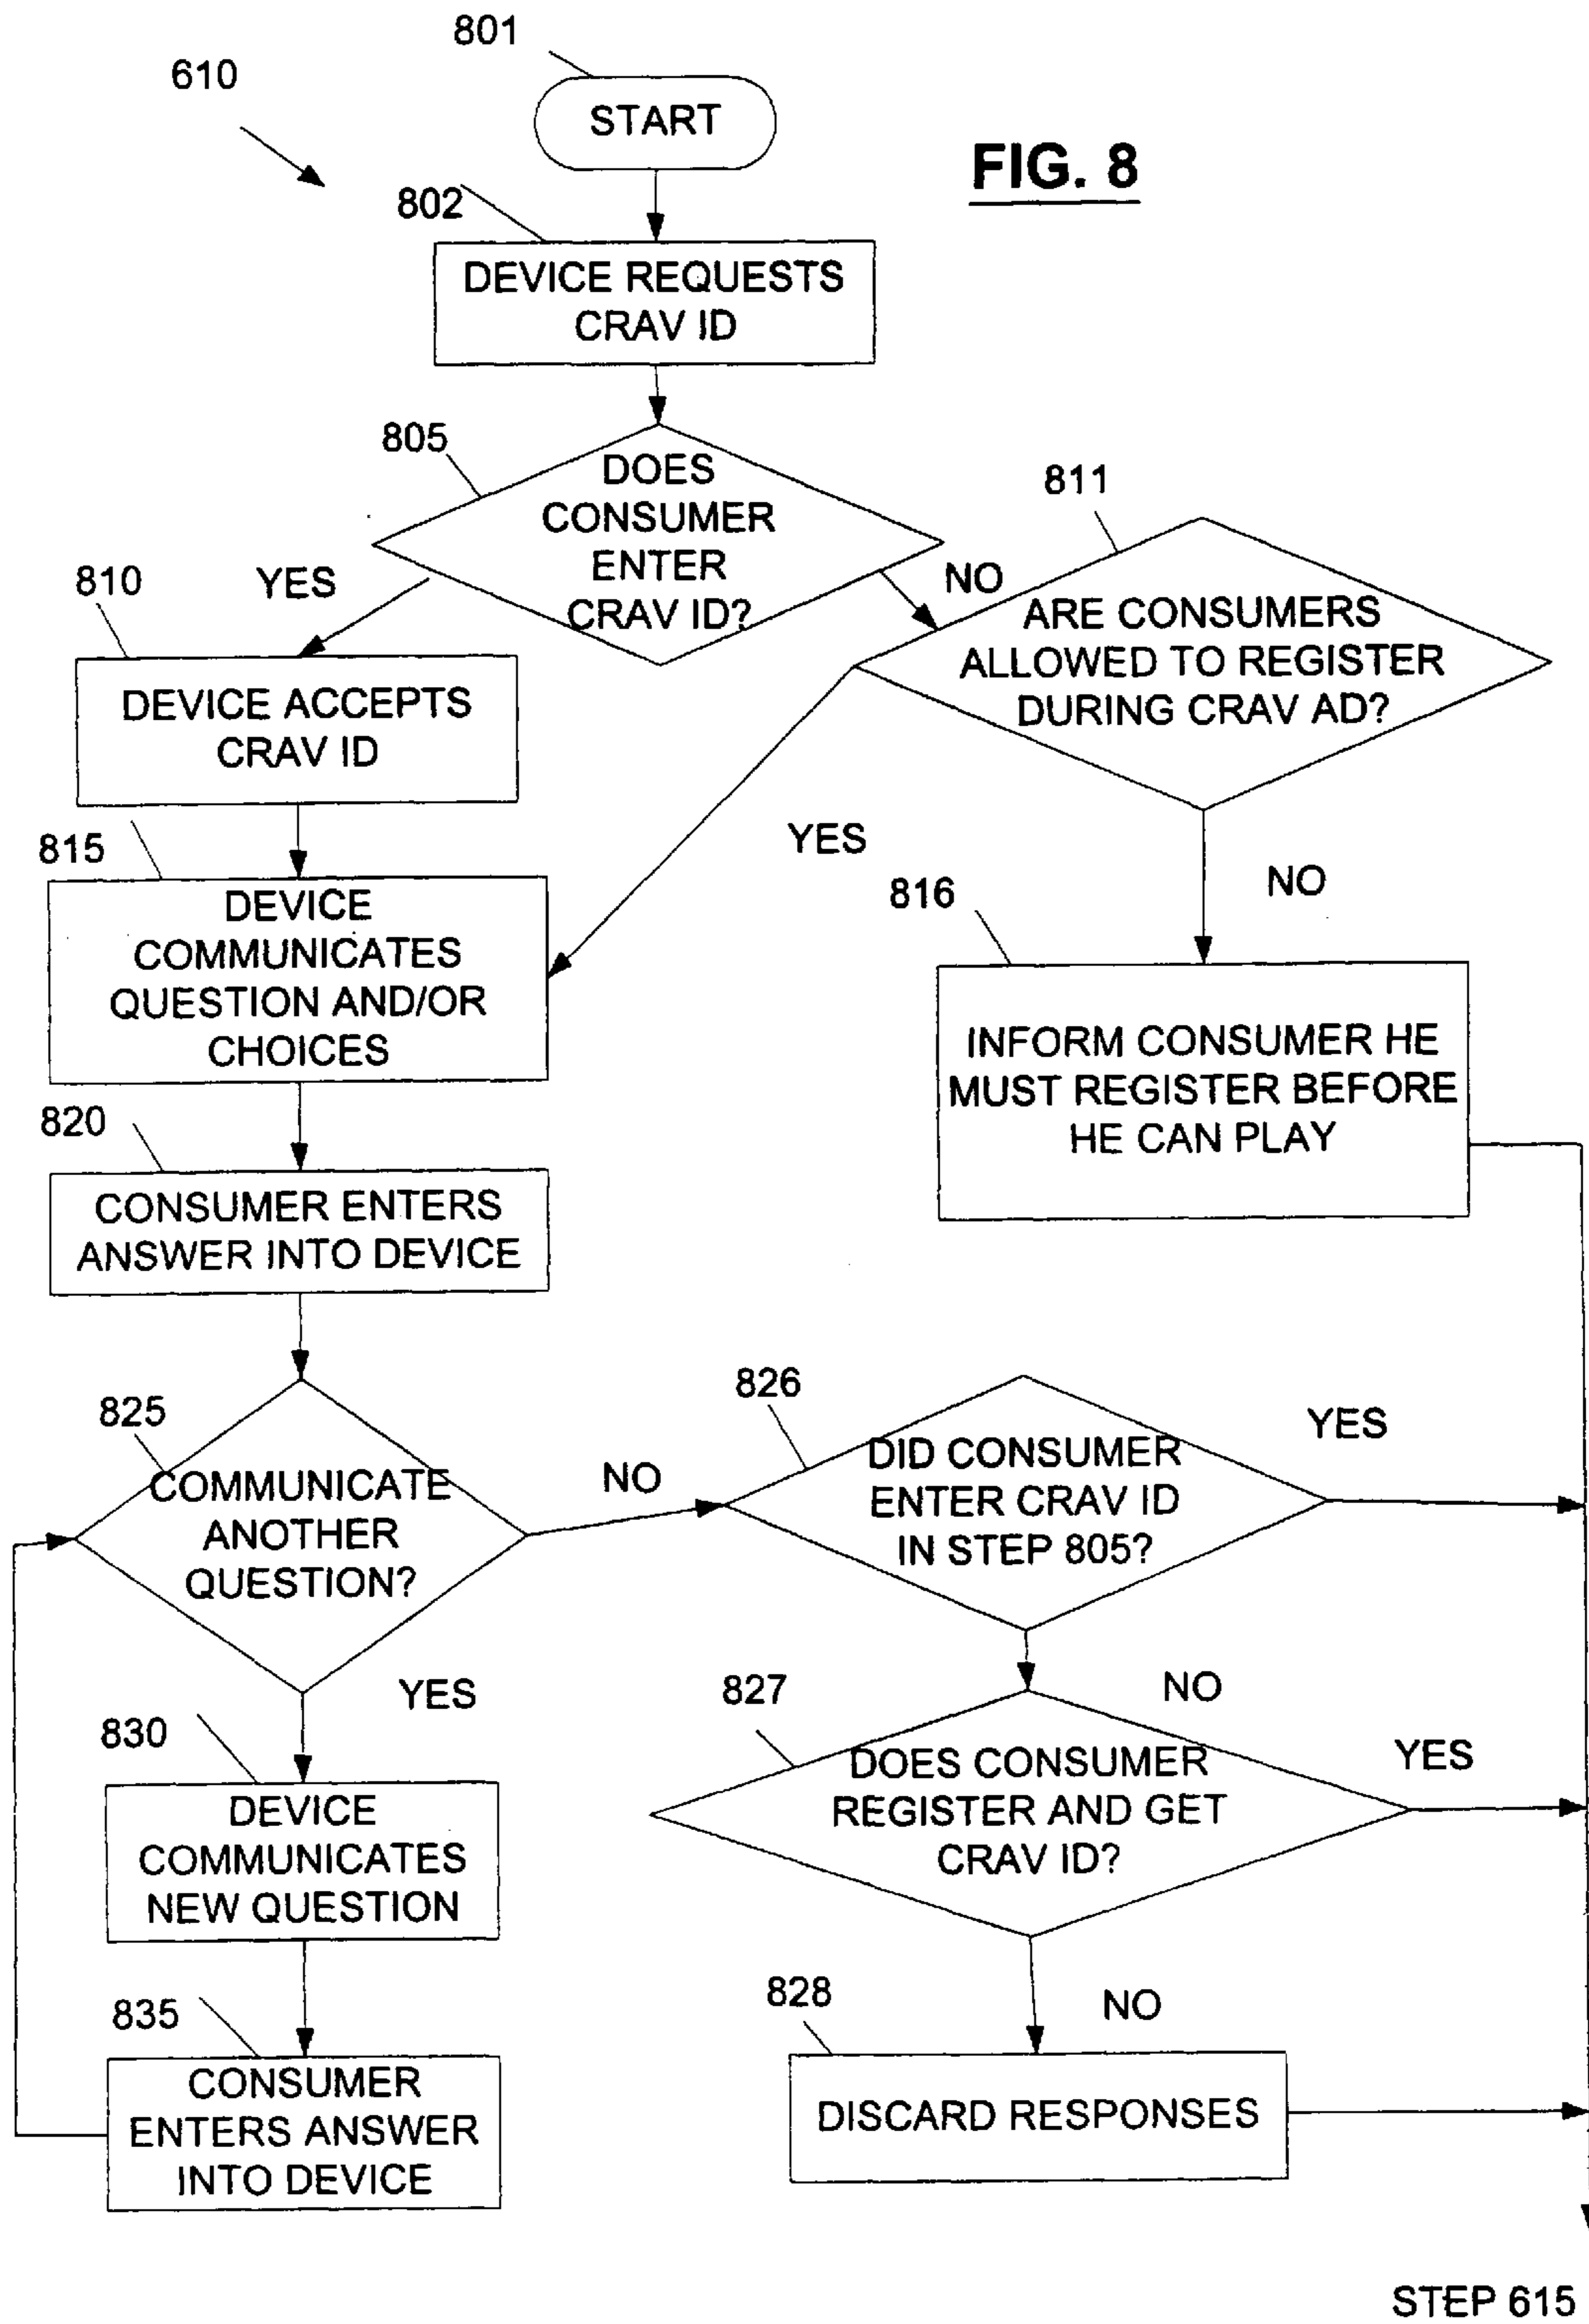 801
610
START
FIG. 8
802
DEVICE REQUESTS
CRAV ID
805
DOES
CONSUMER
ENTER
CRAV ID?
811
ARE CONSUMERS
ALLOWED TO REGISTER
DURING CRAV AD?
NO
YES
810
DEVICE ACCEPTS
CRAV ID
YES
815
DEVICE
COMMUNICATES
QUESTION AND/OR
CHOICES
NO
816
INFORM CONSUMER HE
MUST REGISTER BEFORE
HE CAN PLAY
820
CONSUMER ENTERS
ANSWER INTO DEVICE
825
COMMUNICATE
ANOTHER
QUESTION?
NO
826
DID CONSUMER
ENTER CRAV ID
IN STEP 805?
YES
YES
NO
827
DOES CONSUMER
REGISTER AND GET
CRAV ID?
YES
830
DEVICE
COMMUNICATES
NEW QUESTION
835
CONSUMER
ENTERS ANSWER
INTO DEVICE
828
NO
DISCARD RESPONSES
STEP 615